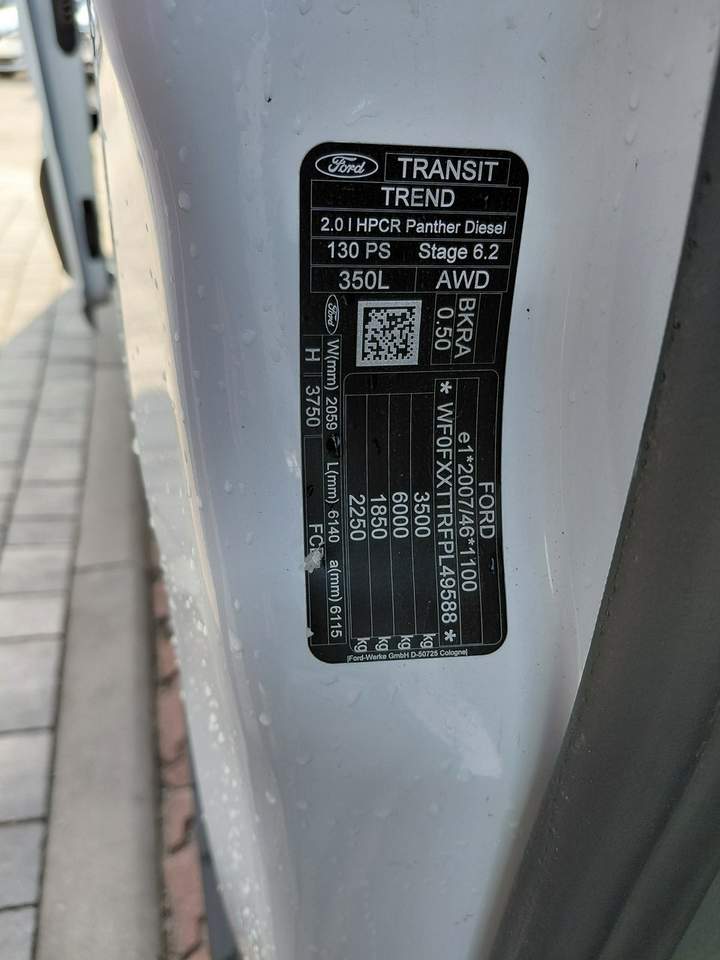 Ford TRANSIT
TREND
2.0 l HPCR Panther Diesel
130 PS Stage 6.2
350L AWD
BKRA
0.50
Ford
FORD
e1*2007/46*1100
* WF0FXXTTRFPL49588 *
3500 kg
6000 kg
1850 kg
2250 kg
W(mm) 2059 L(mm) 6140 a(mm) 6115
H 3750
Ford-Werke GmbH D-50725 Cologne